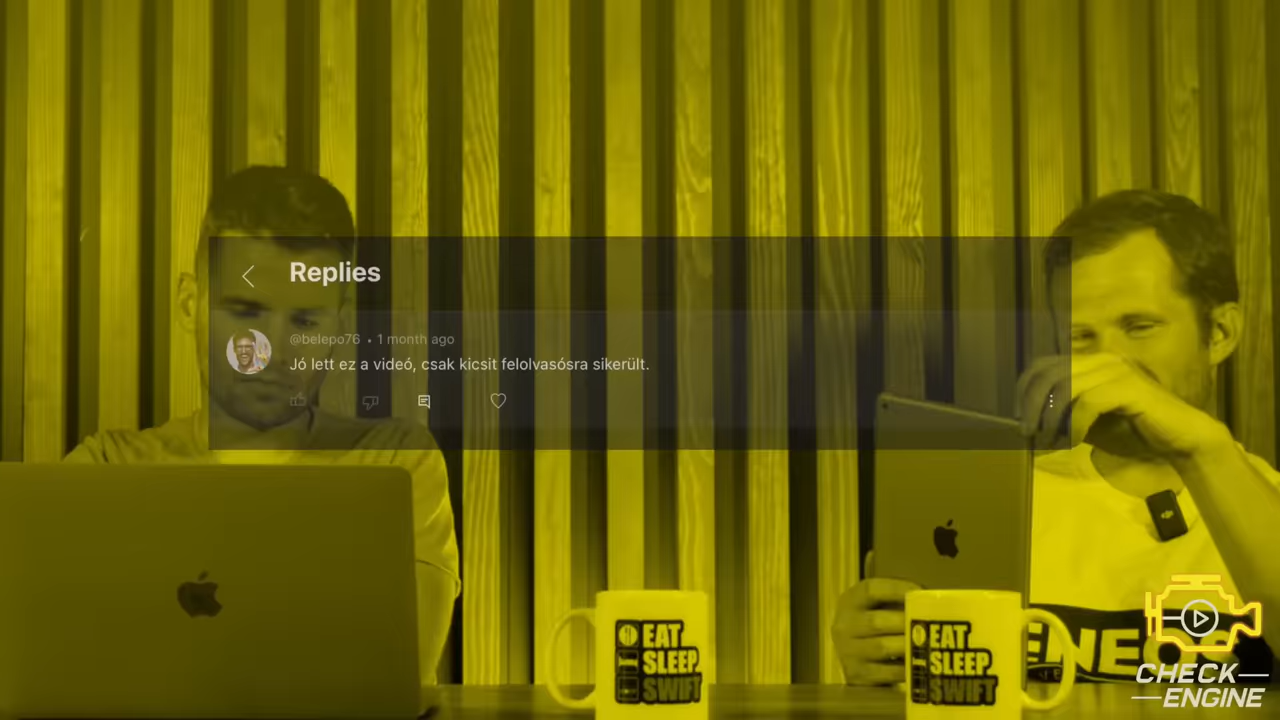 Replies
@belepo76 • 1 month ago
Jó lett ez a videó, csak kicsit felolvasósra sikerült.
EAT
SLEEP
SWIFT
EAT
SLEEP
SWIFT
ENEOS
CHECK
ENGINE